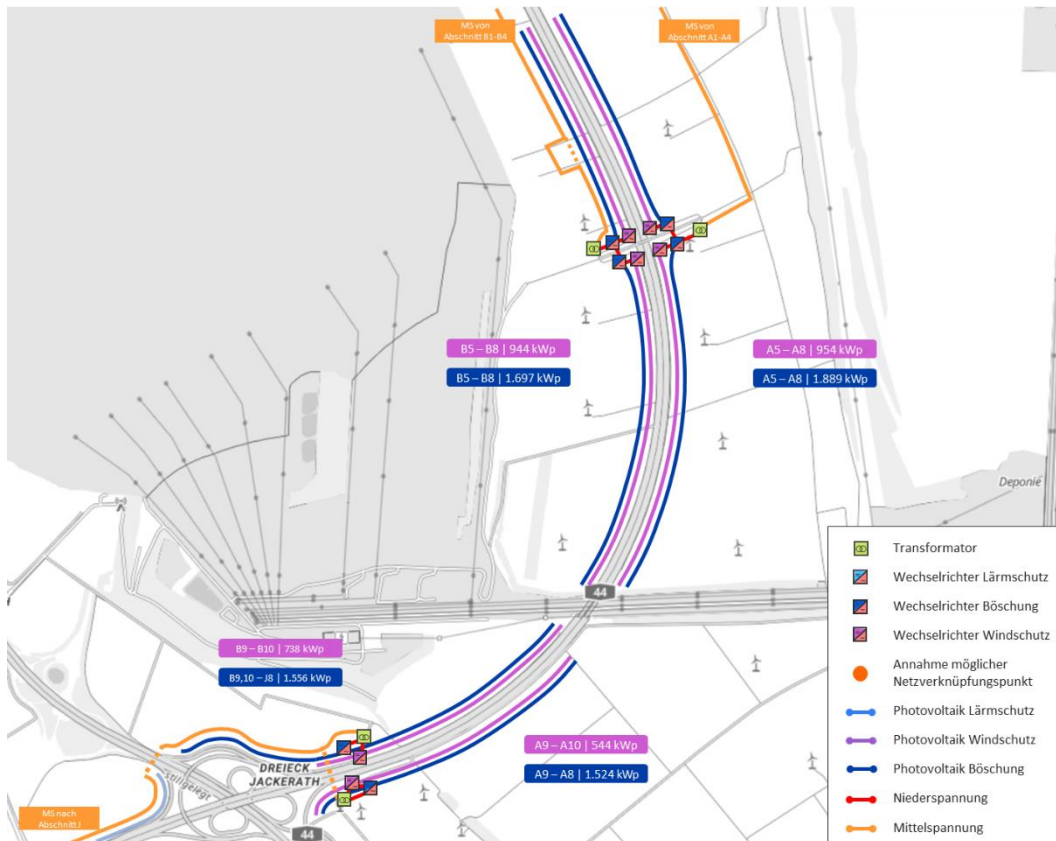 MS von
Abschnitt B1-B4
MS von
Abschnitt A1-A4
B5 – B8 | 944 kWp
B5 – B8 | 1.697 kWp
A5 – A8 | 954 kWp
A5 – A8 | 1.889 kWp
Deponie
44
B9 – B10 | 738 kWp
B9,10 – J8 | 1.556 kWp
A9 – A10 | 544 kWp
A9 – A8 | 1.524 kWp
DREIECK
JACKERATH
stillgelegt
MS nach
Abschnitt J
44
Transformator
Wechselrichter Lärmschutz
Wechselrichter Böschung
Wechselrichter Windschutz
Annahme möglicher
Netzverknüpfungspunkt
Photovoltaik Lärmschutz
Photovoltaik Windschutz
Photovoltaik Böschung
Niederspannung
Mittelspannung